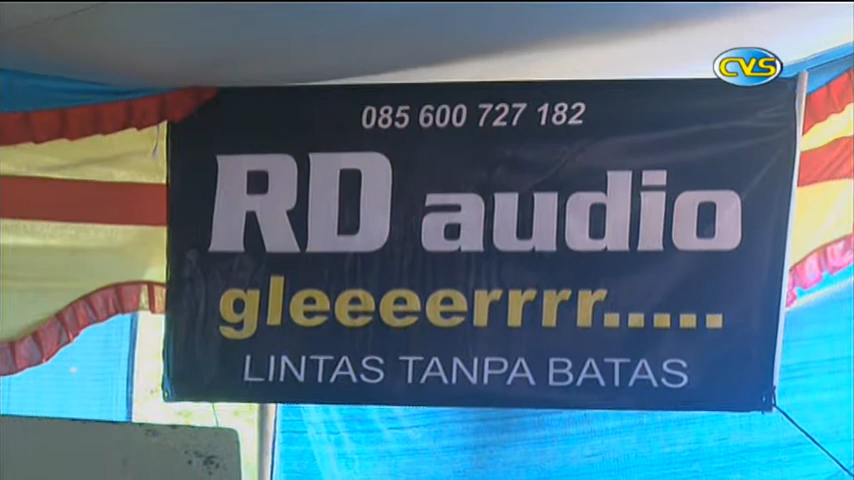 CVS
085 600 727 182
RD audio
gleeeerrrr.....
LINTAS TANPA BATAS